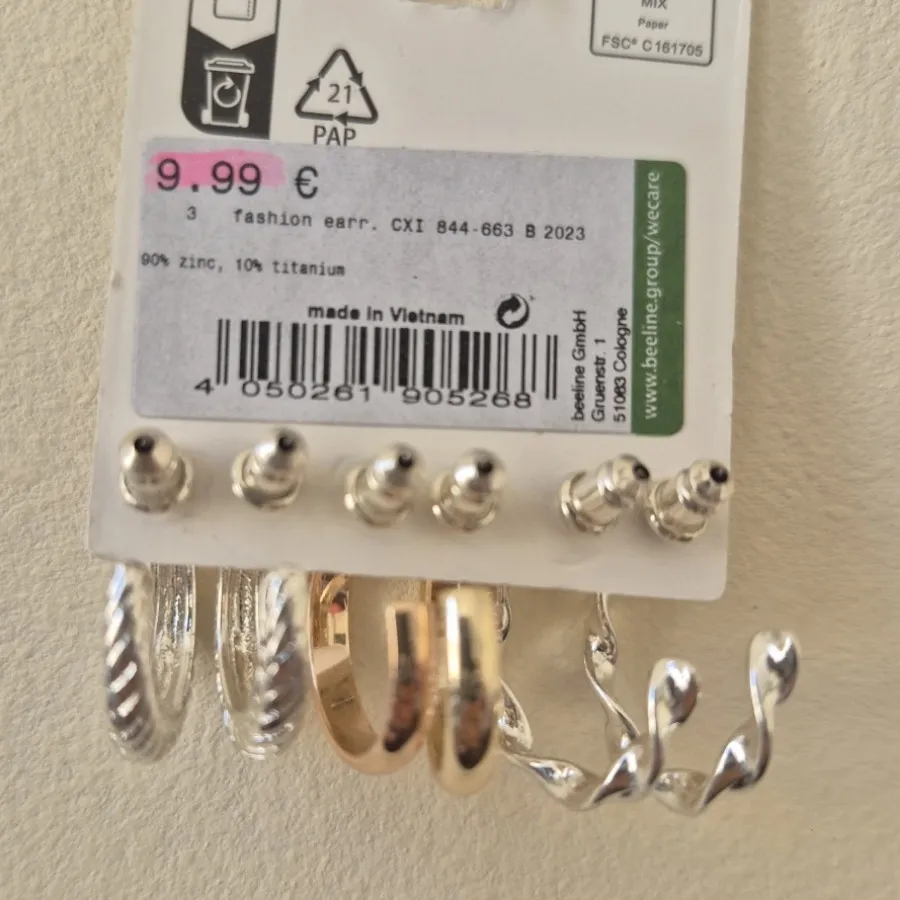 MIX
Paper
FSC® C161705
21
PAP
9.99 €
3 fashion earr. CXI 844-663 B 2023
90% zinc, 10% titanium
made in Vietnam
4 050261 905268
beeline GmbH
Gruenstr. 1
51063 Cologne
www.beeline.group/wecare